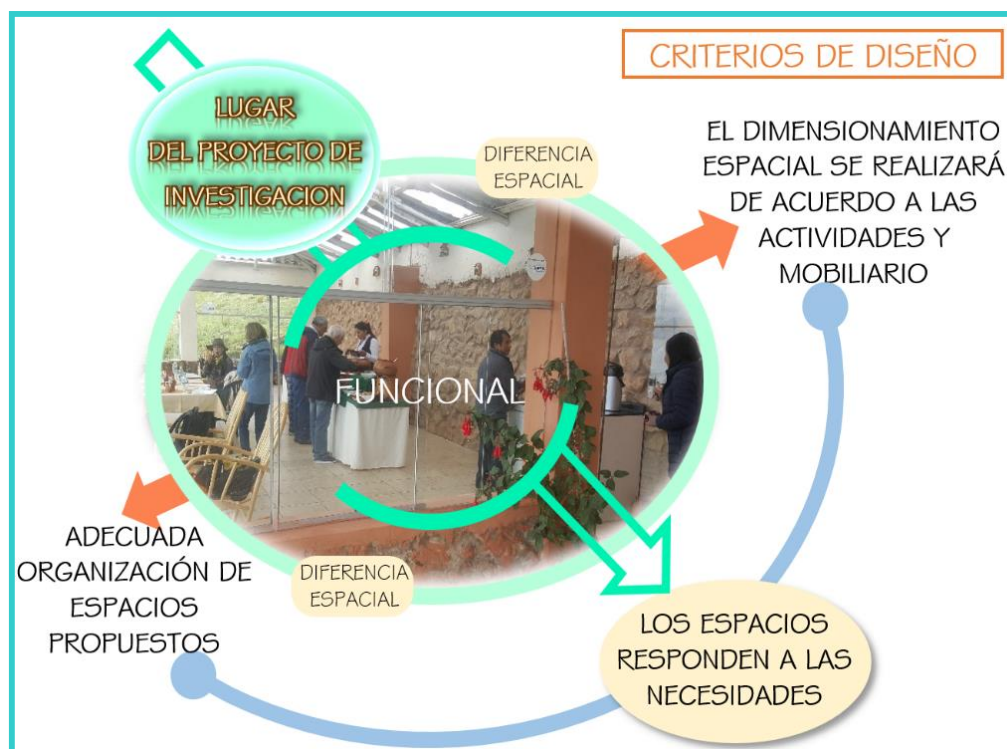 CRITERIOS DE DISEÑO
LUGAR
DEL PROYECTO DE
INVESTIGACION
DIFERENCIA
ESPACIAL
EL DIMENSIONAMIENTO
ESPACIAL SE REALIZARÁ
DE ACUERDO A LAS
ACTIVIDADES Y
MOBILIARIO
FUNCIONAL
ADECUADA
ORGANIZACIÓN DE
ESPACIOS
PROPUESTOS
DIFERENCIA
ESPACIAL
LOS ESPACIOS
RESPONDEN A LAS
NECESIDADES